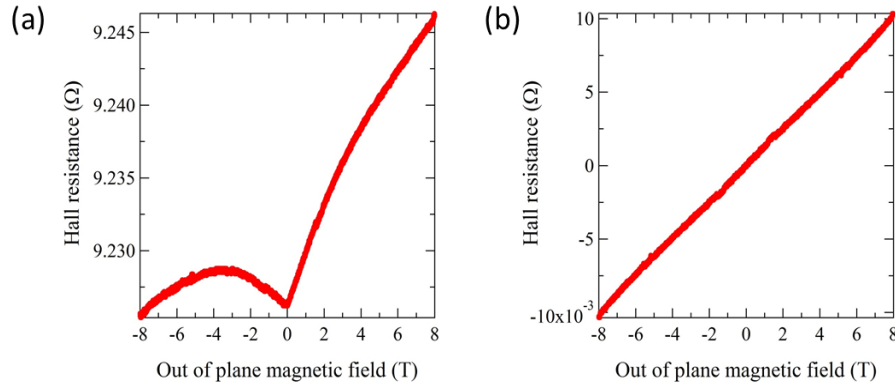 (a)
Hall resistance (Ω)
9.245
9.240
9.235
9.230
-8 -6 -4 -2 0 2 4 6 8
Out of plane magnetic field (T)
(b)
Hall resistance (Ω)
10
5
0
-5
-10x10-3
-8 -6 -4 -2 0 2 4 6 8
Out of plane magnetic field (T)